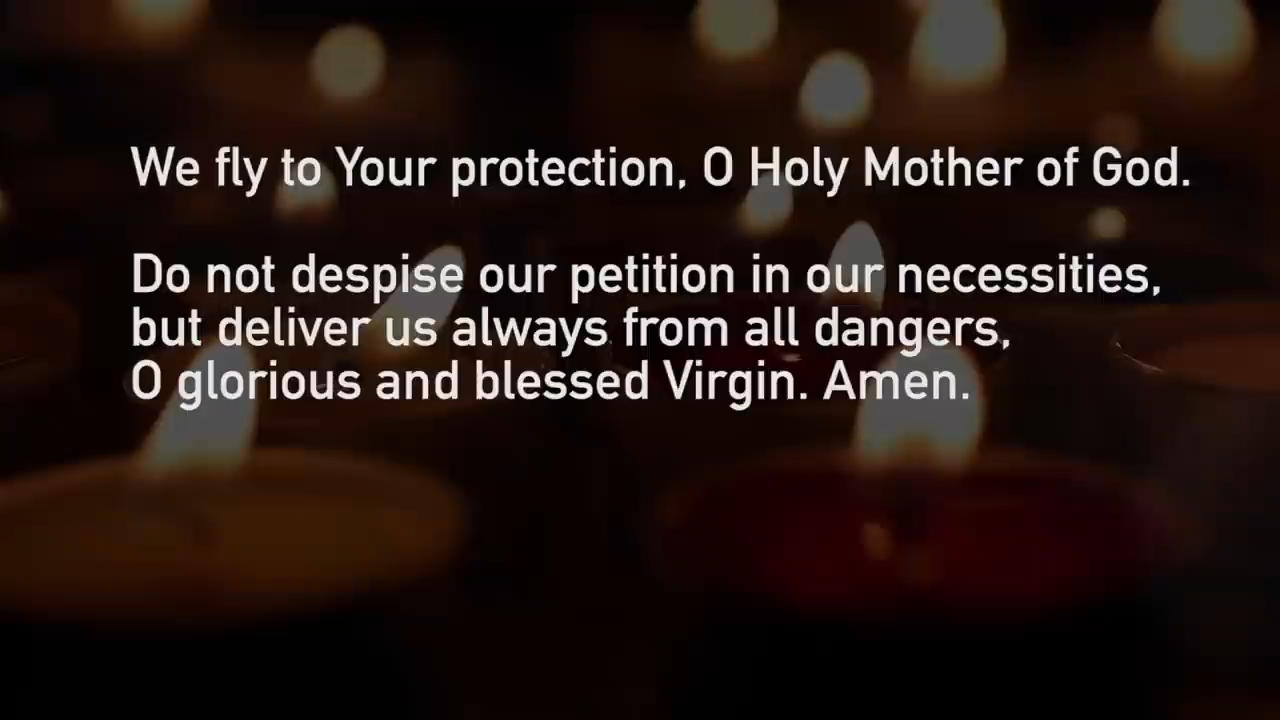 We fly to Your protection, O Holy Mother of God.
Do not despise our petition in our necessities,
but deliver us always from all dangers,
O glorious and blessed Virgin. Amen.